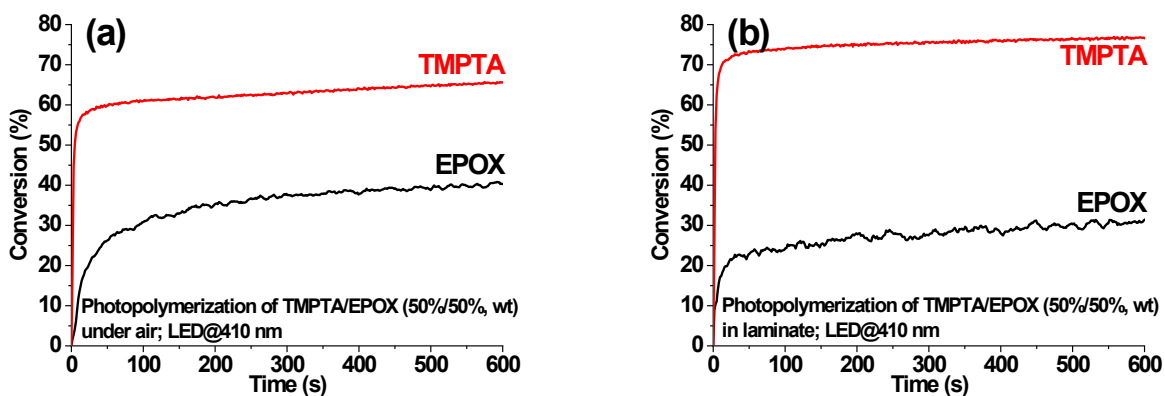 (a)
TMPTA
EPOX
Photopolymerization of TMPTA/EPOX (50%/50%, wt)
under air; LED@410 nm
Conversion (%)
80
70
60
50
40
30
20
10
0
0 100 200 300 400 500 600
Time (s)
(b)
TMPTA
EPOX
Photopolymerization of TMPTA/EPOX (50%/50%, wt)
in laminate; LED@410 nm
Conversion (%)
80
70
60
50
40
30
20
10
0
0 100 200 300 400 500 600
Time (s)